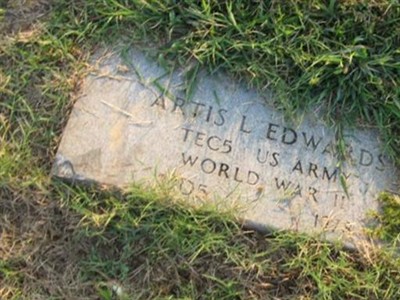 ARTIS L EDWARDS
TEC5 US ARMY
WORLD WAR II